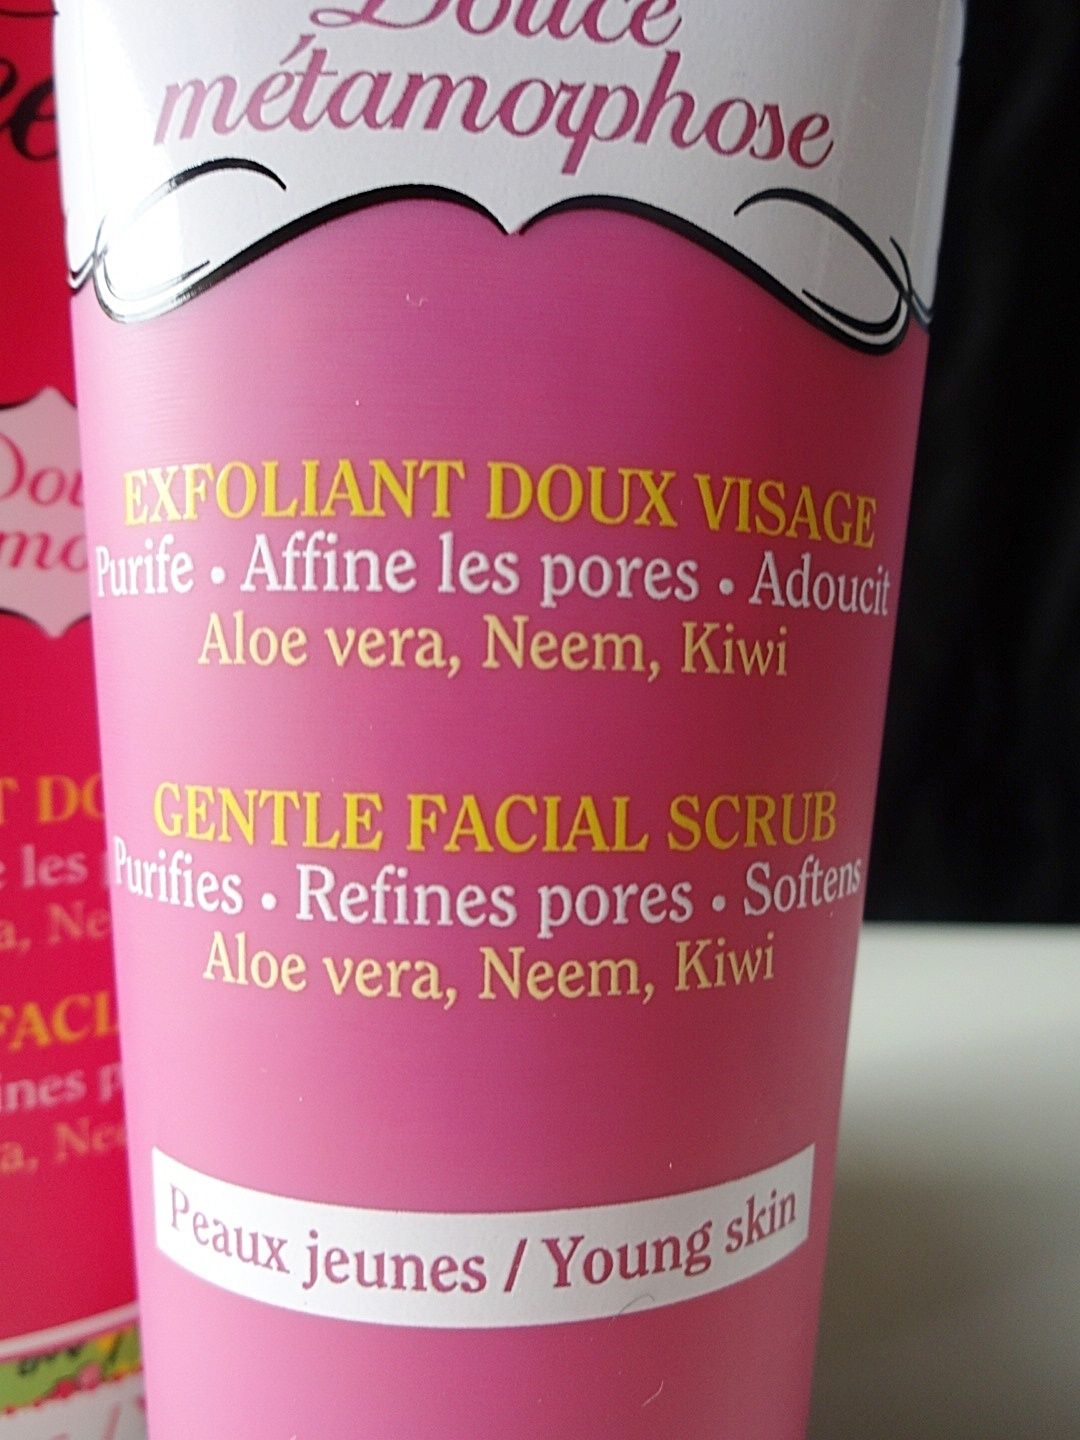 Douce
métamorphose
EXFOLIANT DOUX VISAGE
Purife • Affine les pores • Adoucit
Aloe vera, Neem, Kiwi
GENTLE FACIAL SCRUB
Purifies • Refines pores • Softens
Aloe vera, Neem, Kiwi
Peaux jeunes / Young skin